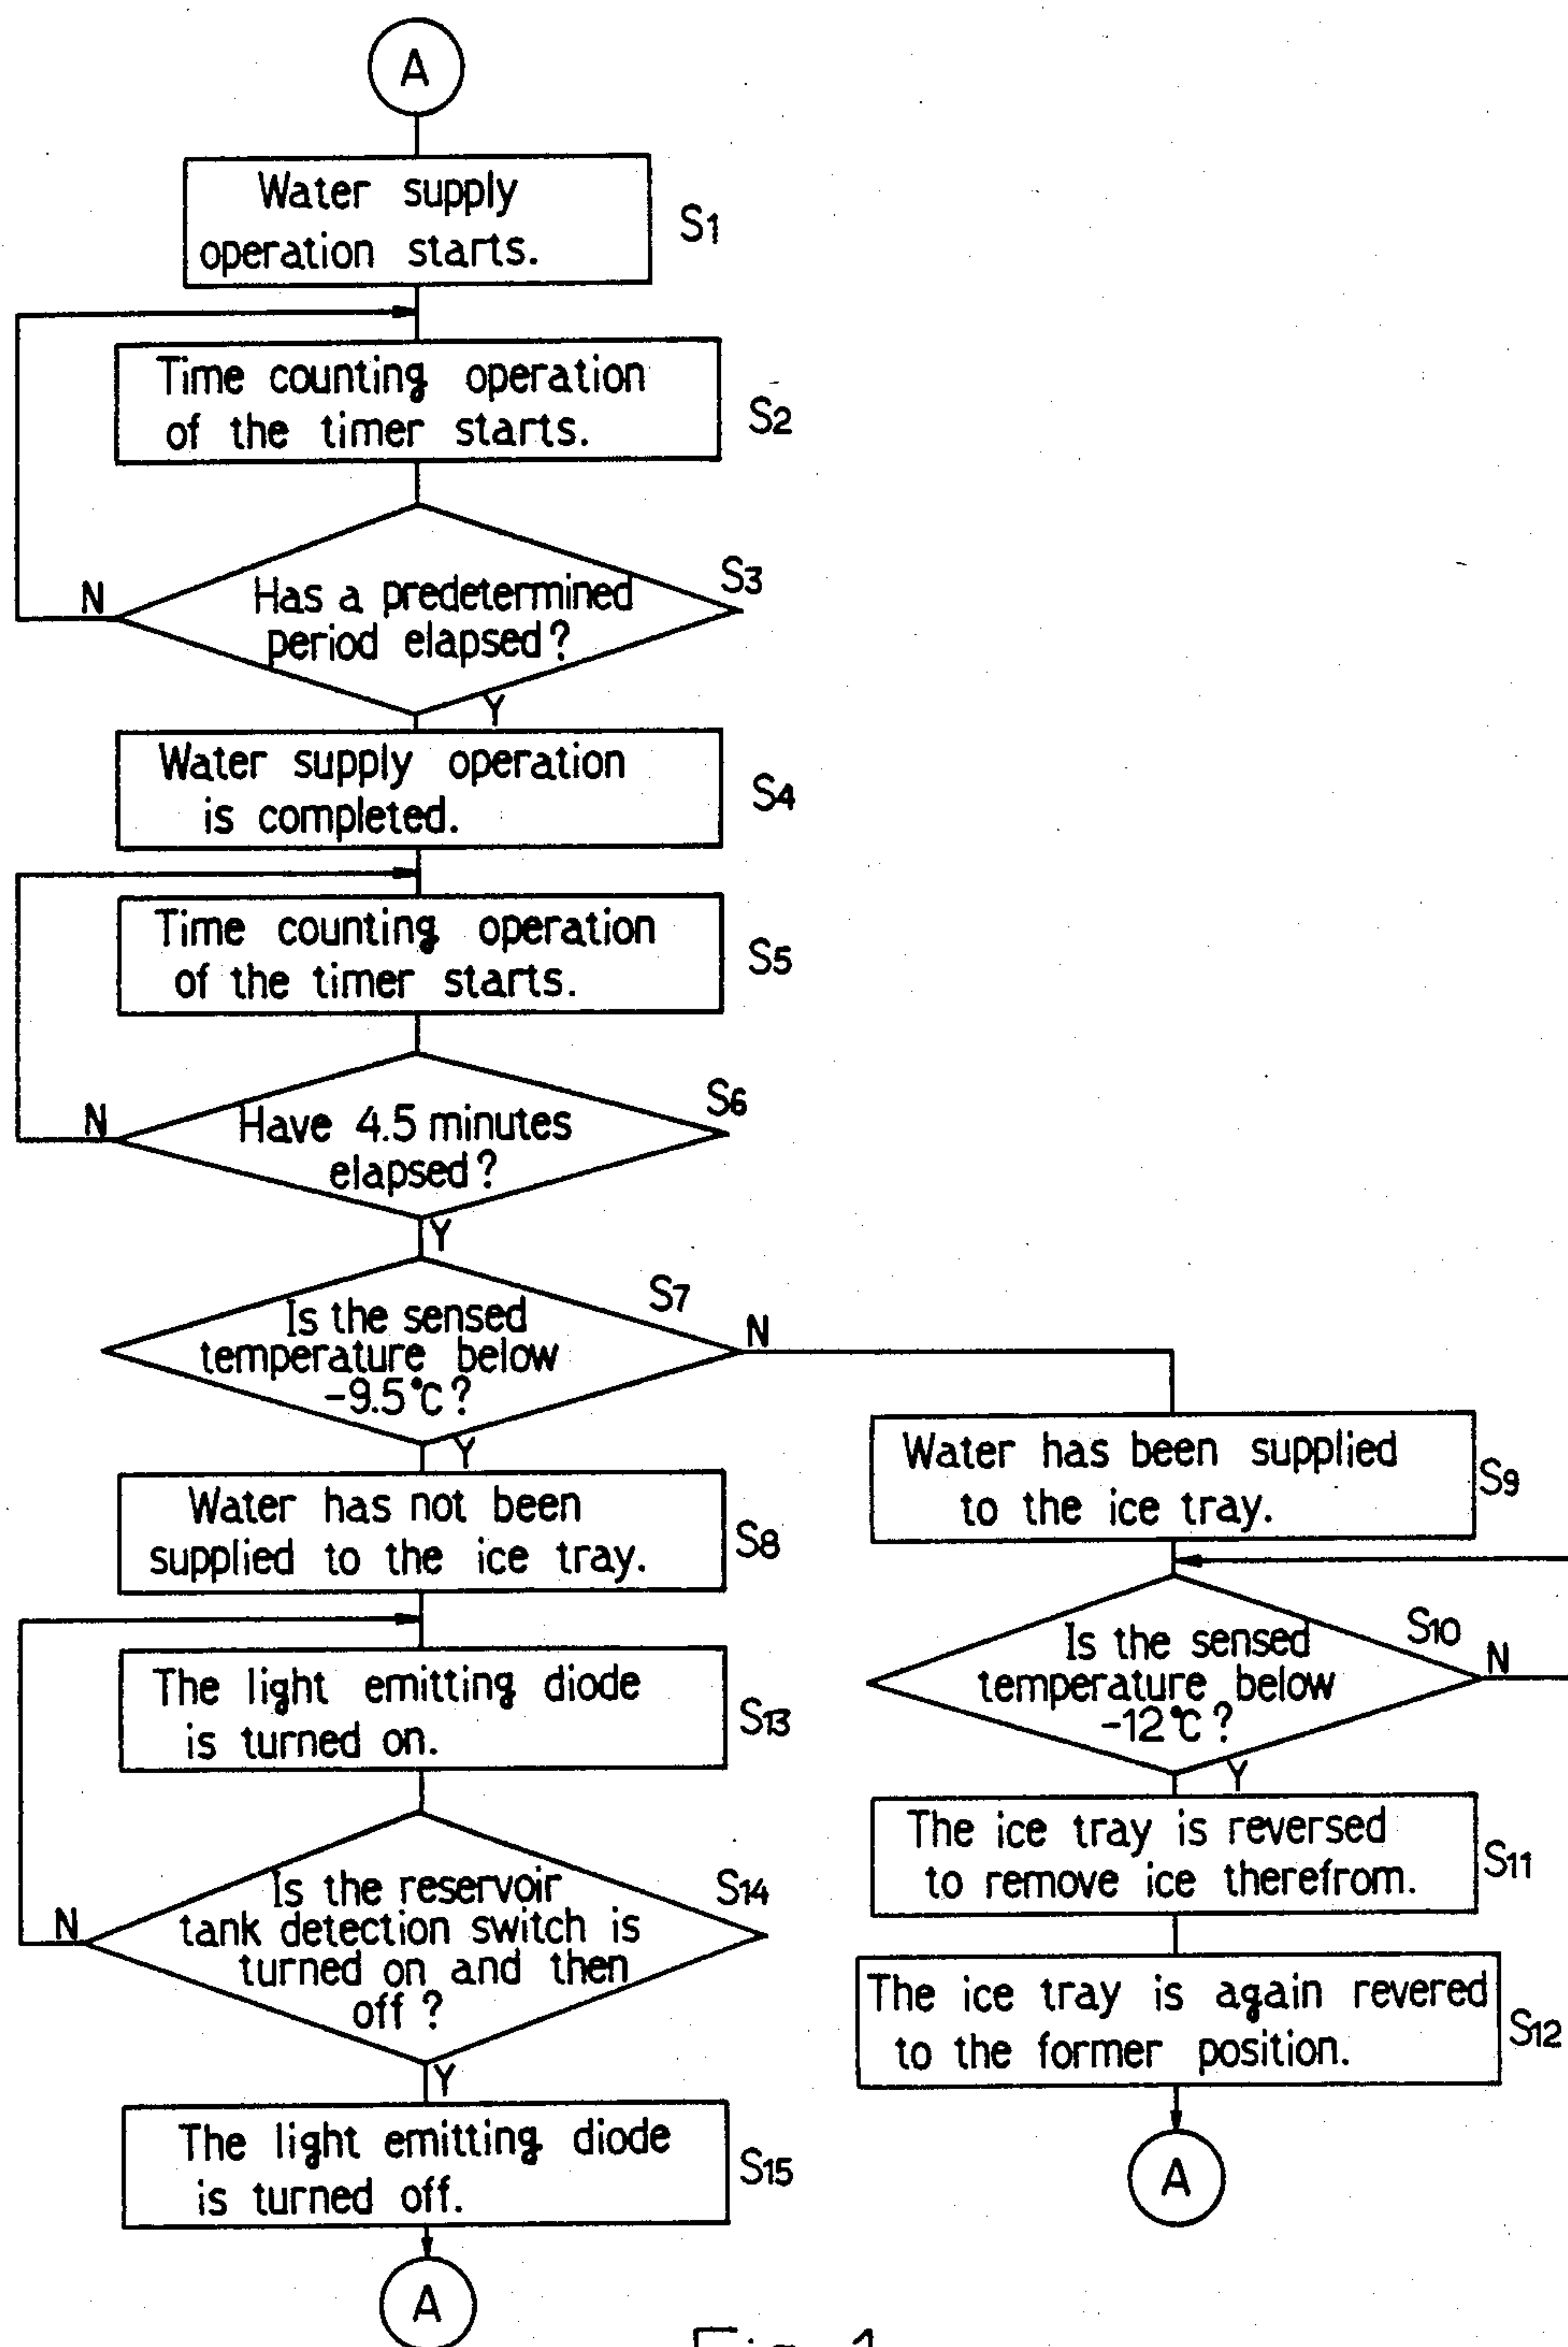 A
Water supply
operation starts.
S1
Time counting operation
of the timer starts.
S2
Has a predetermined
period elapsed?
S3
N
Y
Water supply operation
is completed.
S4
Time counting operation
of the timer starts.
S5
Have 4.5 minutes
elapsed?
S6
N
Y
Is the sensed
temperature below
-9.5°C?
S7
N
Y
Water has not been
supplied to the ice tray.
S8
The light emitting diode
is turned on.
S13
Is the reservoir
tank detection switch is
turned on and then
off?
S14
N
Y
The light emitting diode
is turned off.
S15
A
Water has been supplied
to the ice tray.
S9
Is the sensed
temperature below
-12°C?
S10
N
Y
The ice tray is reversed
to remove ice therefrom.
S11
The ice tray is again revered
to the former position.
S12
A